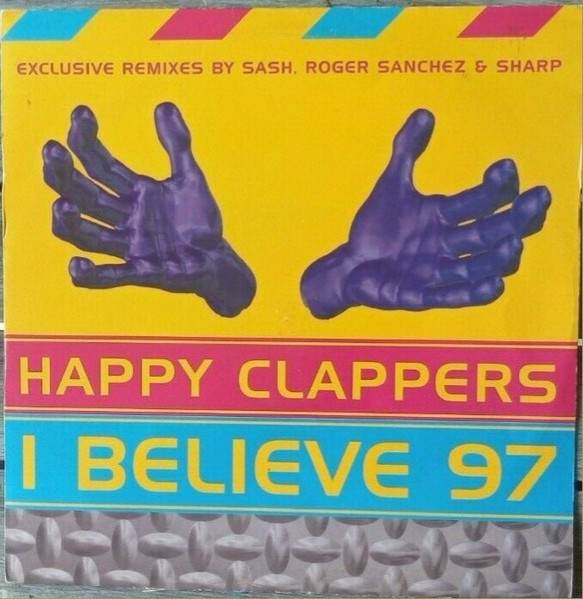 EXCLUSIVE REMIXES BY SASH, ROGER SANCHEZ & SHARP
HAPPY CLAPPERS
I BELIEVE 97